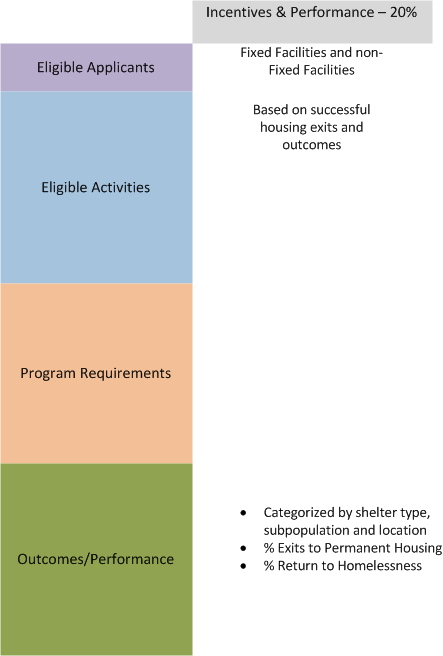 Incentives & Performance – 20%
Eligible Applicants
Fixed Facilities and non-
Fixed Facilities
Eligible Activities
Based on successful
housing exits and
outcomes
Program Requirements
Outcomes/Performance
• Categorized by shelter type,
subpopulation and location
• % Exits to Permanent Housing
• % Return to Homelessness